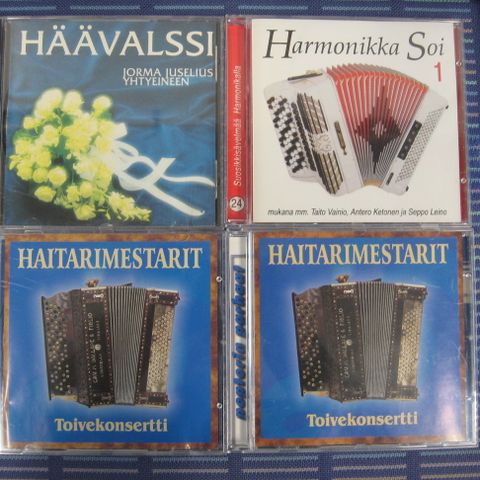 HÄÄVALSSI
JORMA JUSELIUS
YHTYEINEEN
Suosikkisävelmää Harmonikalla
24
Harmonikka Soi
1
mukana mm. Taito Vainio, Antero Ketonen ja Seppo Leino
HAITARIMESTARIT
Toivekonsertti
HAITARIMESTARIT
Toivekonsertti